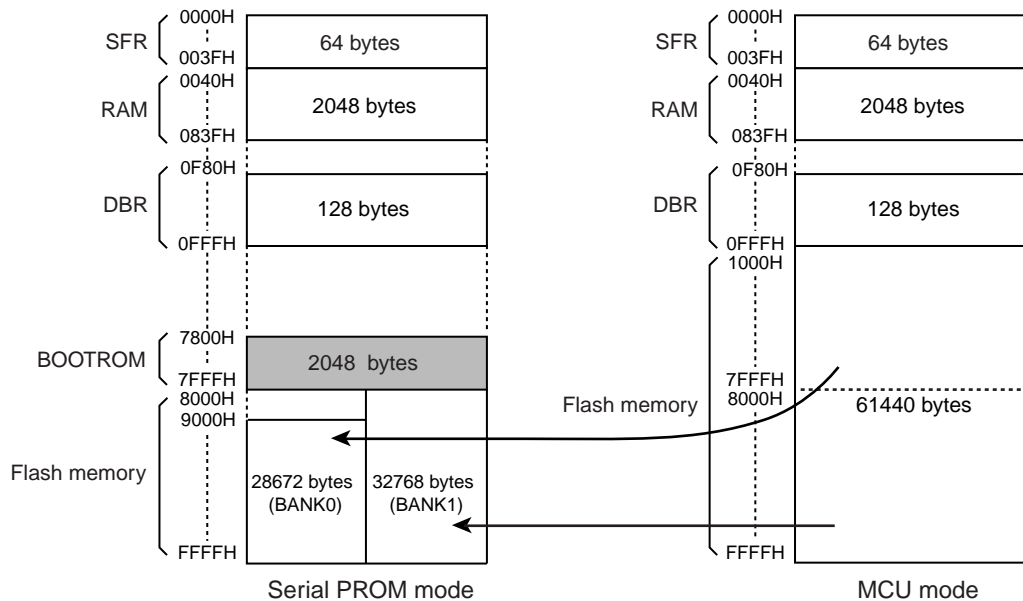 0000H
SFR
64 bytes
003FH
0040H
RAM
2048 bytes
083FH
0F80H
DBR
128 bytes
0FFFH
7800H
BOOTROM
2048 bytes
7FFFH
8000H
9000H
Flash memory
28672 bytes
(BANK0)
32768 bytes
(BANK1)
FFFFH
Serial PROM mode
0000H
SFR
64 bytes
003FH
0040H
RAM
2048 bytes
083FH
0F80H
DBR
128 bytes
0FFFH
1000H
7FFFH
8000H
Flash memory
61440 bytes
FFFFH
MCU mode